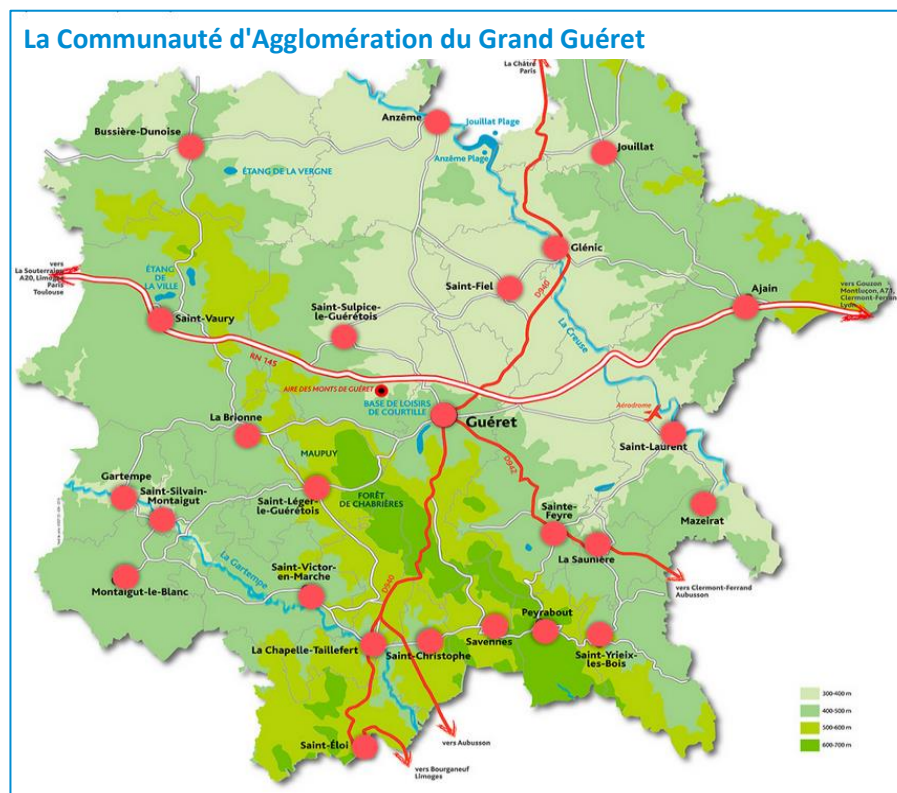 La Communauté d'Agglomération du Grand Guéret
La Châtre
Paris
Anzême
Jouillat Plage
Bussière-Dunoise
Jouillat
Anzême Plage
ÉTANG DE LA VERGNE
Glénic
vers
La Souterraine
A20, Limoges
Paris
Toulouse
ÉTANG
DE
LA VILLE
Saint-Fiel
D940
Ajain
vers Gouzon
Montluçon, A71,
Clermont-Ferrand
Lyon
Saint-Sulpice-
le-Guérétois
Saint-Vaury
La Creuse
RN 145
AIRE DES MONTS DE GUÉRET
BASE DE LOISIRS
DE COURTILLE
Guéret
Aérodrome
La Brionne
Saint-Laurent
MAUPUY
D942
Gartempe
Saint-Silvain-
Montaigut
Saint-Léger-
le-Guérétois
FORÊT
DE CHABRIÈRES
Sainte-
Feyre
Mazeirat
La Saunière
La Gartempe
Saint-Victor-
en-Marche
D940
Montaigut-le-Blanc
vers Clermont-Ferrand
Aubusson
Peyrabout
La Chapelle-Taillefert
Saint-Christophe
Savennes
Saint-Yrieix-
les-Bois
300-400 m
400-500 m
500-600 m
600-700 m
vers Aubusson
Saint-Éloi
vers Bourganeuf
Limoges